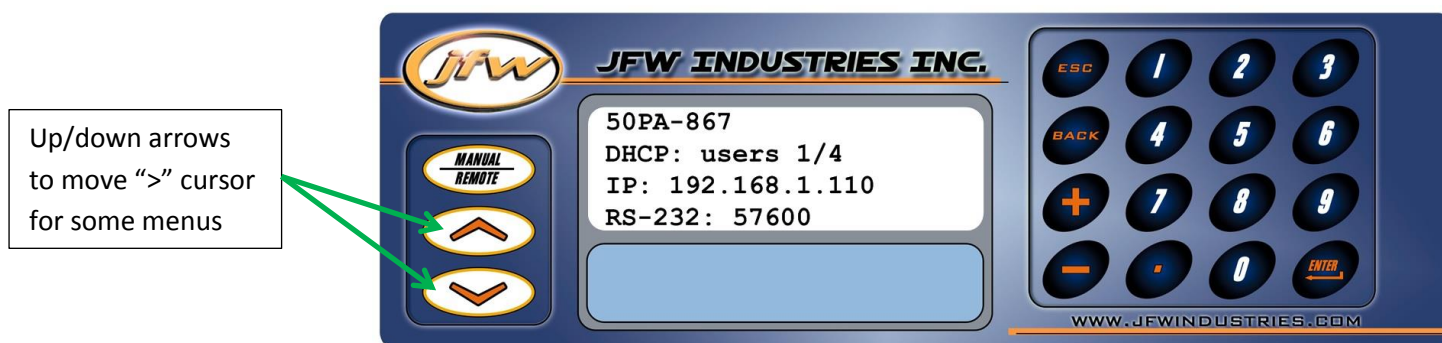 Up/down arrows
to move “>” cursor
for some menus
jfw
JFW INDUSTRIES INC.
MANUAL
REMOTE
50PA-867
DHCP: users 1/4
IP: 192.168.1.110
RS-232: 57600
ESC 1 2 3
BACK 4 5 6
+ 7 8 9
- . 0 ENTER
WWW.JFWINDUSTRIES.COM